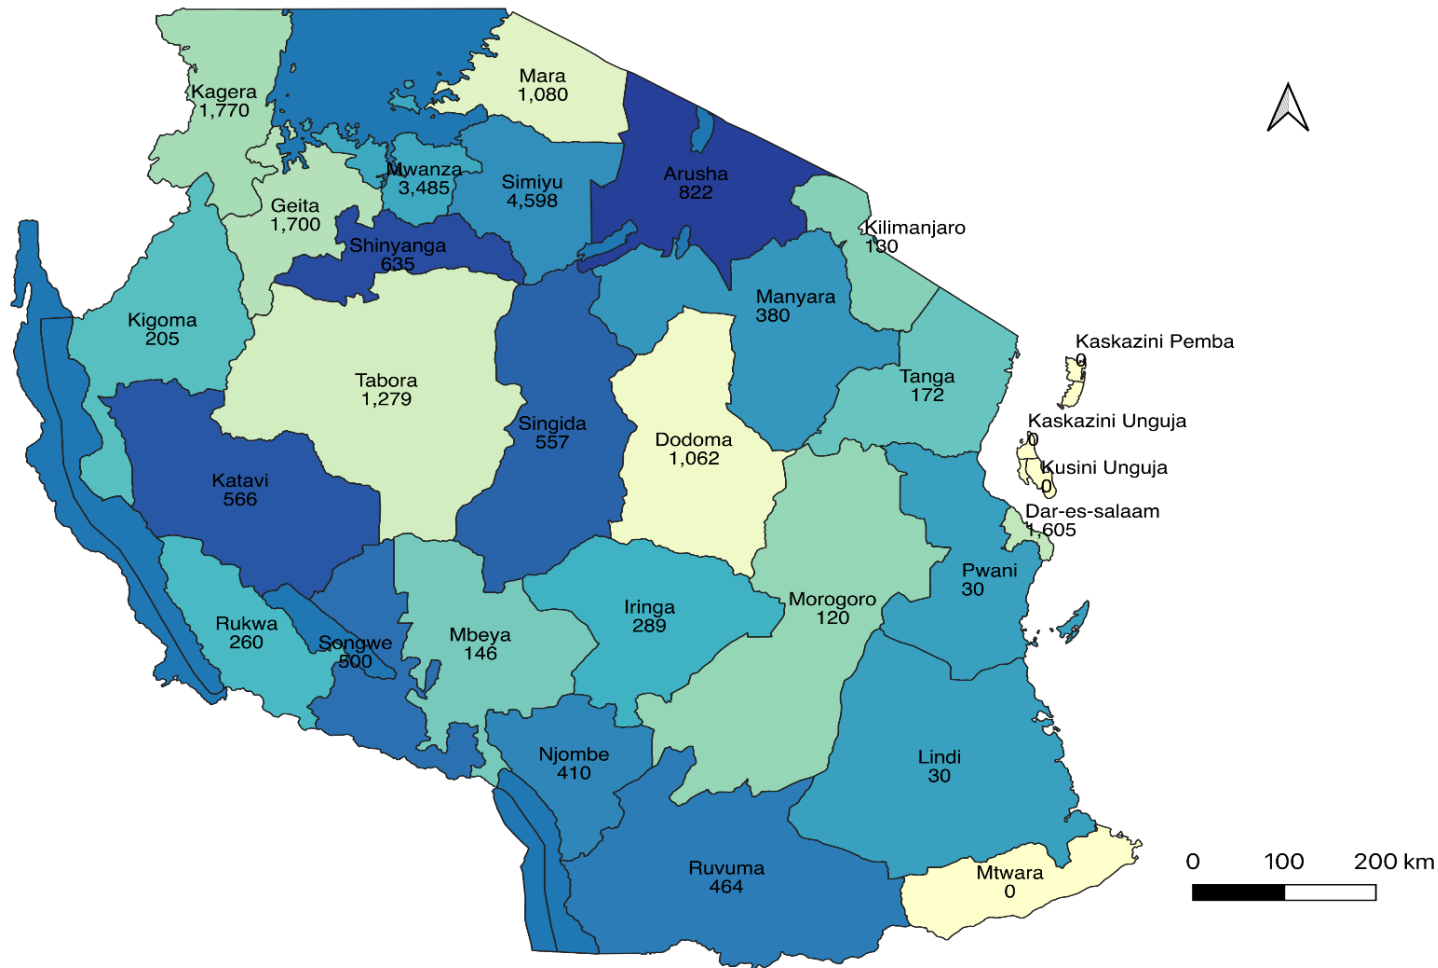 Mara
1,080
Kagera
1,770
Mwanza
3,485
Simiyu
4,598
Arusha
822
Geita
1,700
Kilimanjaro
130
Shinyanga
635
Manyara
380
Kigoma
205
Kaskazini Pemba
0
Tabora
1,279
Tanga
172
Singida
557
Dodoma
1,062
Kaskazini Unguja
0
Kusini Unguja
0
Katavi
566
Dar-es-salaam
1,605
Pwani
30
Morogoro
120
Iringa
289
Rukwa
260
Songwe
500
Mbeya
146
Njombe
410
Lindi
30
Ruvuma
464
Mtwara
0
0 100 200 km